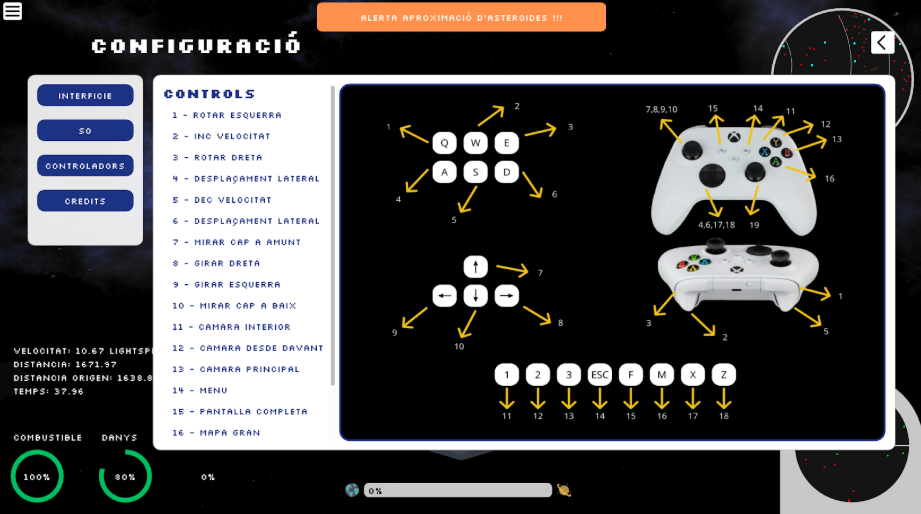 ALERTA APROXIMACIÓ D'ASTEROIDES !!!
CONFIGURACIÓ
INTERFICIE
SO
CONTROLADORS
CREDITS
CONTROLS
1 - ROTAR ESQUERRA
2 - INC VELOCITAT
3 - ROTAR DRETA
4 - DESPLAÇAMENT LATERAL
5 - DEC VELOCITAT
6 - DESPLAÇAMENT LATERAL
7 - MIRAR CAP A AMUNT
8 - GIRAR DRETA
9 - GIRAR ESQUERRA
10 - MIRAR CAP A BAIX
11 - CAMARA INTERIOR
12 - CAMARA DESDE DAVANT
13 - CAMARA PRINCIPAL
14 - MENU
15 - PANTALLA COMPLETA
16 - MAPA GRAN
1
2
3
Q W E
A S D
4
5
6
7
8
9
10
7,8,9,10
15
14
11
12
13
16
Y
X B
A
4,6,17,18
19
1
3
2
5
1 2 3 ESC F M X Z
11 12 13 14 15 16 17 18
VELOCITAT: 10.67 LIGHTSP
DISTANCIA: 1671.97
DISTANCIA ORIGEN: 1638.8
TEMPS: 37.96
COMBUSTIBLE DANYS
100% 80% 0%
0%